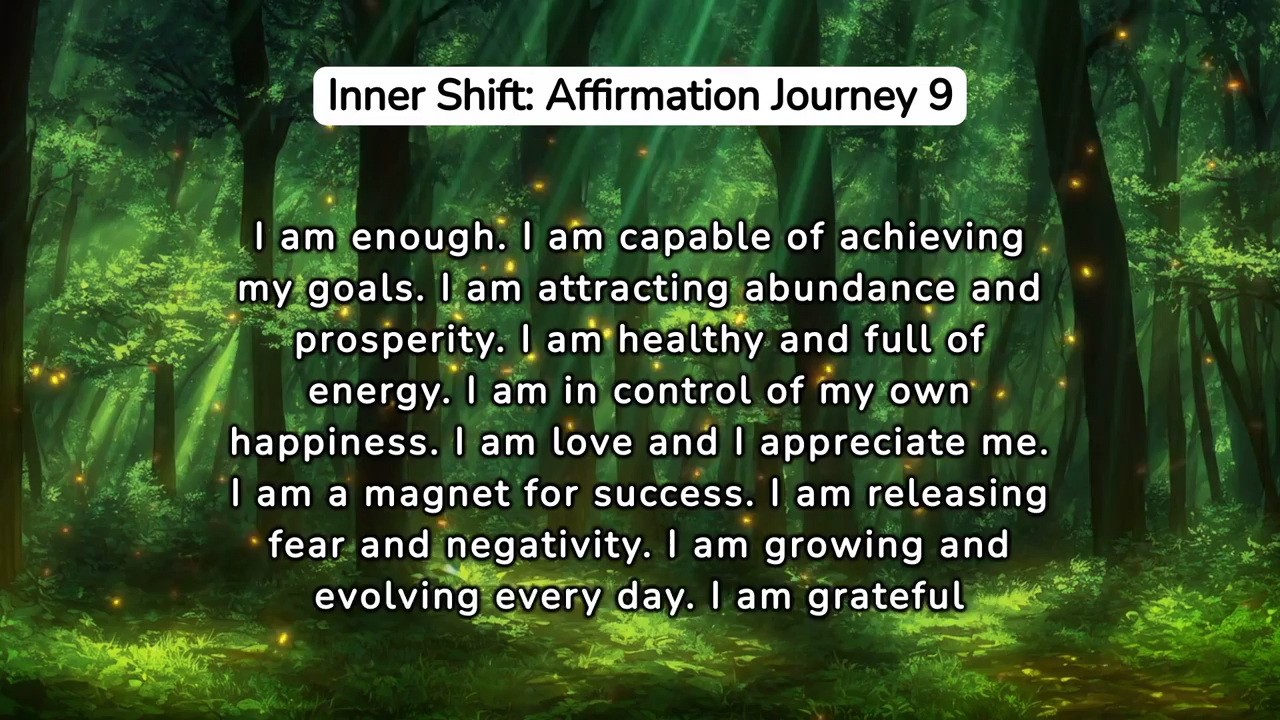 Inner Shift: Affirmation Journey 9
I am enough. I am capable of achieving
my goals. I am attracting abundance and
prosperity. I am healthy and full of
energy. I am in control of my own
happiness. I am love and I appreciate me.
I am a magnet for success. I am releasing
fear and negativity. I am growing and
evolving every day. I am grateful